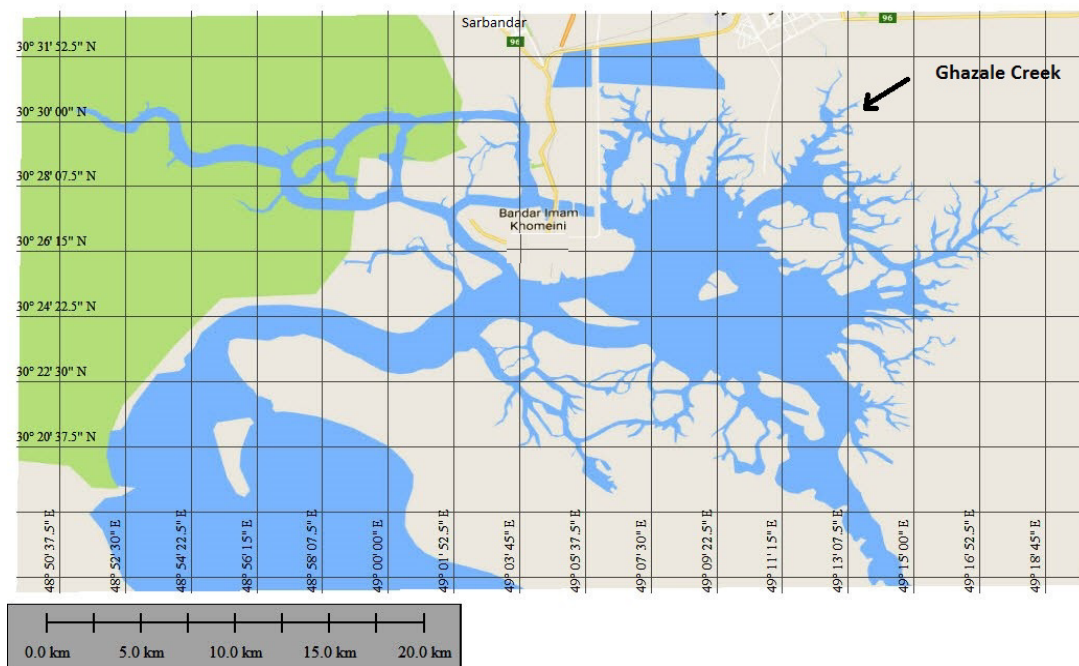 Sarbandar
96
96
30° 31' 52.5" N
Ghazale Creek
30° 30' 00" N
30° 28' 07.5" N
Bandar Imam
Khomeini
30° 26' 15" N
30° 24' 22.5" N
30° 22' 30" N
30° 20' 37.5" N
48° 50' 37.5" E
48° 52' 30" E
48° 54' 22.5" E
48° 56' 15" E
48° 58' 07.5" E
49° 00' 00" E
49° 01' 52.5" E
49° 03' 45" E
49° 05' 37.5" E
49° 07' 30" E
49° 09' 22.5" E
49° 11' 15" E
49° 13' 07.5" E
49° 15' 00" E
49° 16' 52.5" E
49° 18' 45" E
0.0 km 5.0 km 10.0 km 15.0 km 20.0 km